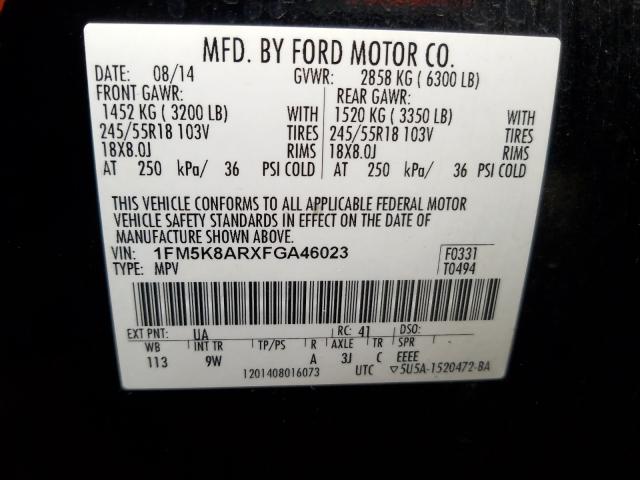 MFD. BY FORD MOTOR CO.
DATE: 08/14 GVWR: 2858 KG ( 6300 LB)
FRONT GAWR: REAR GAWR:
1452 KG ( 3200 LB) WITH 1520 KG ( 3350 LB) WITH
245/55R18 103V TIRES 245/55R18 103V TIRES
18X8.0J RIMS 18X8.0J RIMS
AT 250 kPa/ 36 PSI COLD AT 250 kPa/ 36 PSI COLD
THIS VEHICLE CONFORMS TO ALL APPLICABLE FEDERAL MOTOR
VEHICLE SAFETY STANDARDS IN EFFECT ON THE DATE OF
MANUFACTURE SHOWN ABOVE.
VIN: 1FM5K8ARXFGA46023 F0331
TYPE: MPV T0494
EXT PNT: UA RC: 41 DSO:
WB INT TR TP/PS R AXLE TR SPR
113 9W A 3J C EEEE
1201408016073 UTC ▽5U5A-1520472-BA